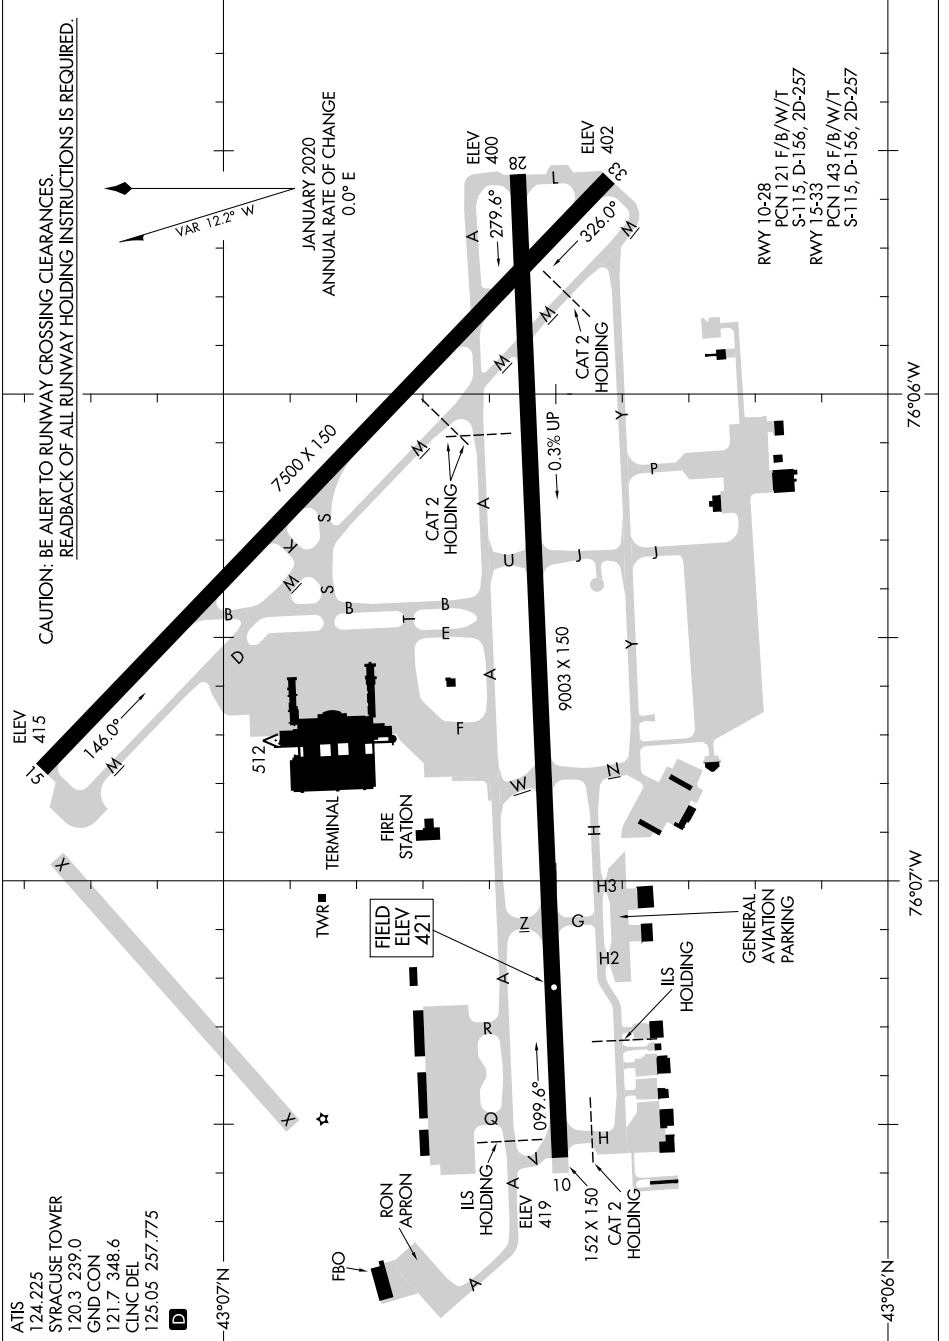 CAUTION: BE ALERT TO RUNWAY CROSSING CLEARANCES.
READBACK OF ALL RUNWAY HOLDING INSTRUCTIONS IS REQUIRED.
ATIS
124.225
SYRACUSE TOWER
120.3 239.0
GND CON
121.7 348.6
CLNC DEL
125.05 257.775
D
VAR 12.2° W
JANUARY 2020
ANNUAL RATE OF CHANGE
0.0° E
ELEV
415
15
146.0°
M
X
X
7500 X 150
D
B
M
K
S
S
B
T
B
E
F
M
M
M
M
512
TERMINAL
FIRE
STATION
TWR
FIELD
ELEV
421
CAT 2
HOLDING
CAT 2
HOLDING
ELEV
400
28
279.6°
A
L
ELEV
402
33
326.0°
0.3% UP
9003 X 150
A
U
J
J
P
Y
Y
A
W
N
H
H3
H2
G
Z
A
R
Q
099.6°
V
A
A
H
10
ELEV
419
152 X 150
ILS
HOLDING
CAT 2
HOLDING
ILS
HOLDING
GENERAL
AVIATION
PARKING
RON
APRON
FBO
RWY 10-28
PCN 121 F/B/W/T
S-115, D-156, 2D-257
RWY 15-33
PCN 143 F/B/W/T
S-115, D-156, 2D-257
43°07'N
43°06'N
76°06'W
76°07'W